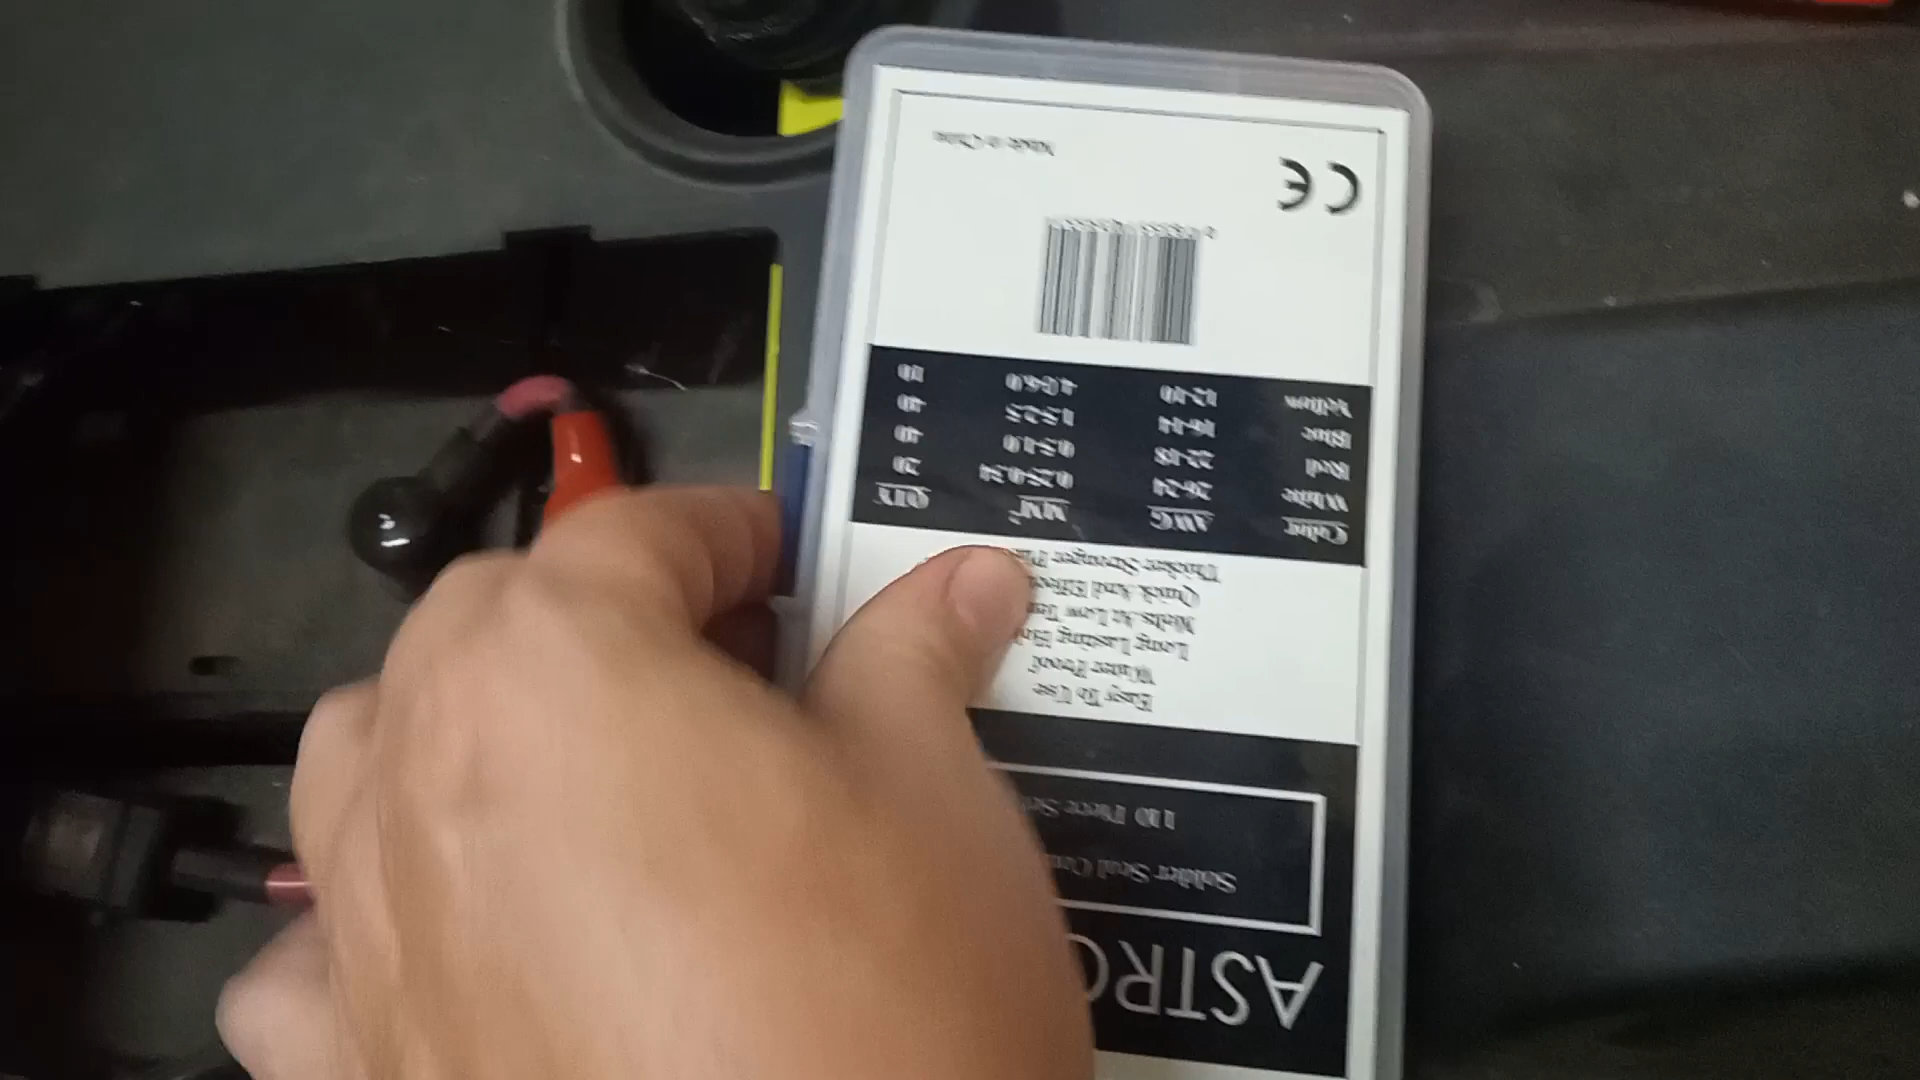 ASTRO
Solder Seal
110 Piece
Easy To Use
Water Proof
Long Lasting
Melts At Low
Quick And
Thicker Stronger
Color AWG MM² QTY
White 26-24 0.25-0.34 20
Red 22-18 0.5-1.0 40
Blue 16-14 1.5-2.5 40
Yellow 12-10 4.0-6.0 10
CE
Made in China